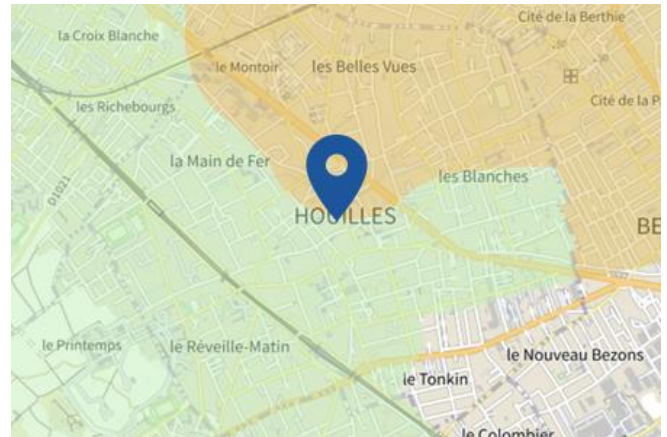 Cité de la Berthie
la Croix Blanche
le Montoir
les Belles Vues
les Richebourgs
Cité de la P
la Main de Fer
les Blanches
D1021
HOUILLES
BE
le Printemps
le Réveille-Matin
le Nouveau Bezons
le Tonkin
le Colombier